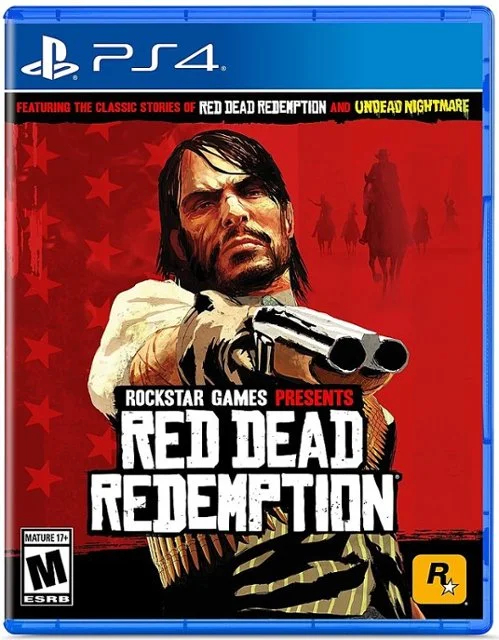 PS4
FEATURING THE CLASSIC STORIES OF RED DEAD REDEMPTION AND UNDEAD NIGHTMARE
ROCKSTAR GAMES PRESENTS
RED DEAD
REDEMPTION
MATURE 17+
M
ESRB
R